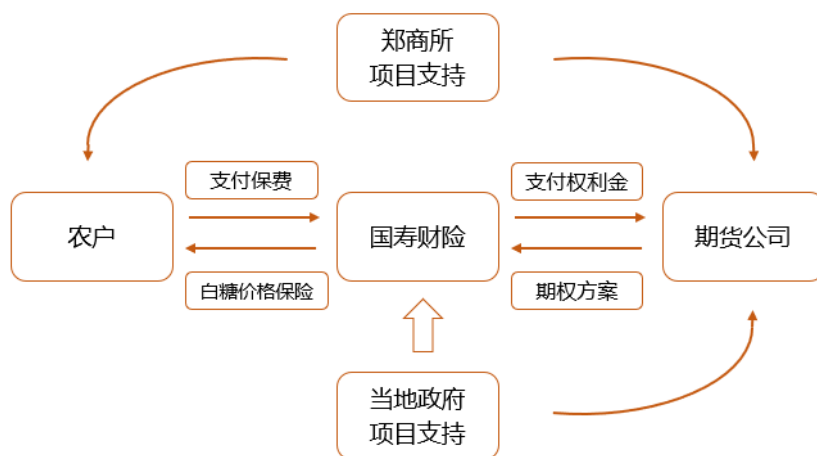 郑商所
项目支持
支付保费
支付权利金
农户
国寿财险
期货公司
白糖价格保险
期权方案
当地政府
项目支持